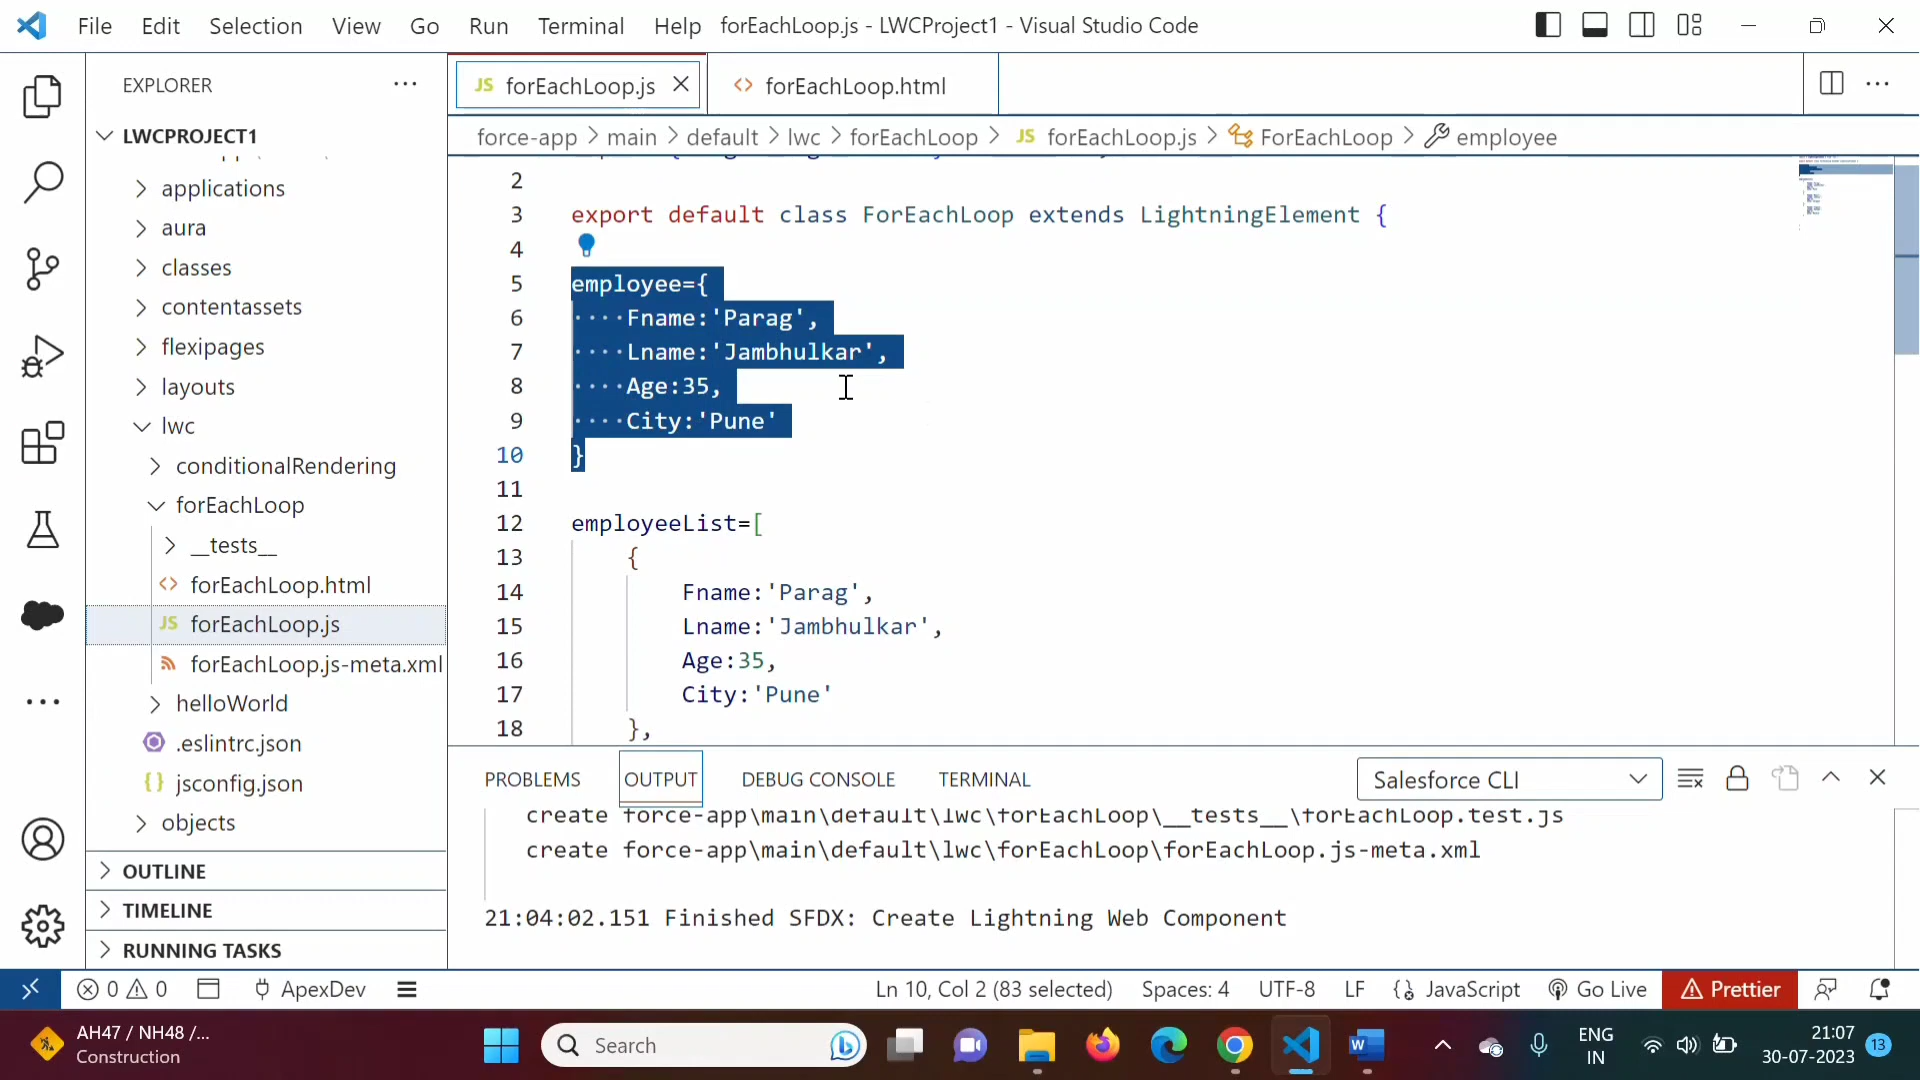 File Edit Selection View Go Run Terminal Help forEachLoop.js - LWCProject1 - Visual Studio Code
EXPLORER
JS forEachLoop.js
forEachLoop.html
force-app > main > default > lwc > forEachLoop > JS forEachLoop.js > ForEachLoop > employee
LWCPROJECT1
applications
aura
classes
contentassets
flexipages
layouts
lwc
conditionalRendering
forEachLoop
__tests__
forEachLoop.html
JS forEachLoop.js
forEachLoop.js-meta.xml
helloWorld
.eslintrc.json
{} jsconfig.json
objects
OUTLINE
TIMELINE
RUNNING TASKS
2
3 export default class ForEachLoop extends LightningElement {
4
5 employee={
6 ····Fname:'Parag',
7 ····Lname:'Jambhulkar',
8 ····Age:35,
9 ····City:'Pune'
10 }
11
12 employeeList=[
13 {
14 Fname:'Parag',
15 Lname:'Jambhulkar',
16 Age:35,
17 City:'Pune'
18 },
PROBLEMS OUTPUT DEBUG CONSOLE TERMINAL Salesforce CLI
create force-app\main\default\lwc\forEachLoop\__tests__\forEachLoop.test.js
create force-app\main\default\lwc\forEachLoop\forEachLoop.js-meta.xml
21:04:02.151 Finished SFDX: Create Lightning Web Component
0 0 ApexDev Ln 10, Col 2 (83 selected) Spaces: 4 UTF-8 LF JavaScript Go Live Prettier
AH47 / NH48 /...
Construction
Search
ENG
IN
21:07
30-07-2023
13